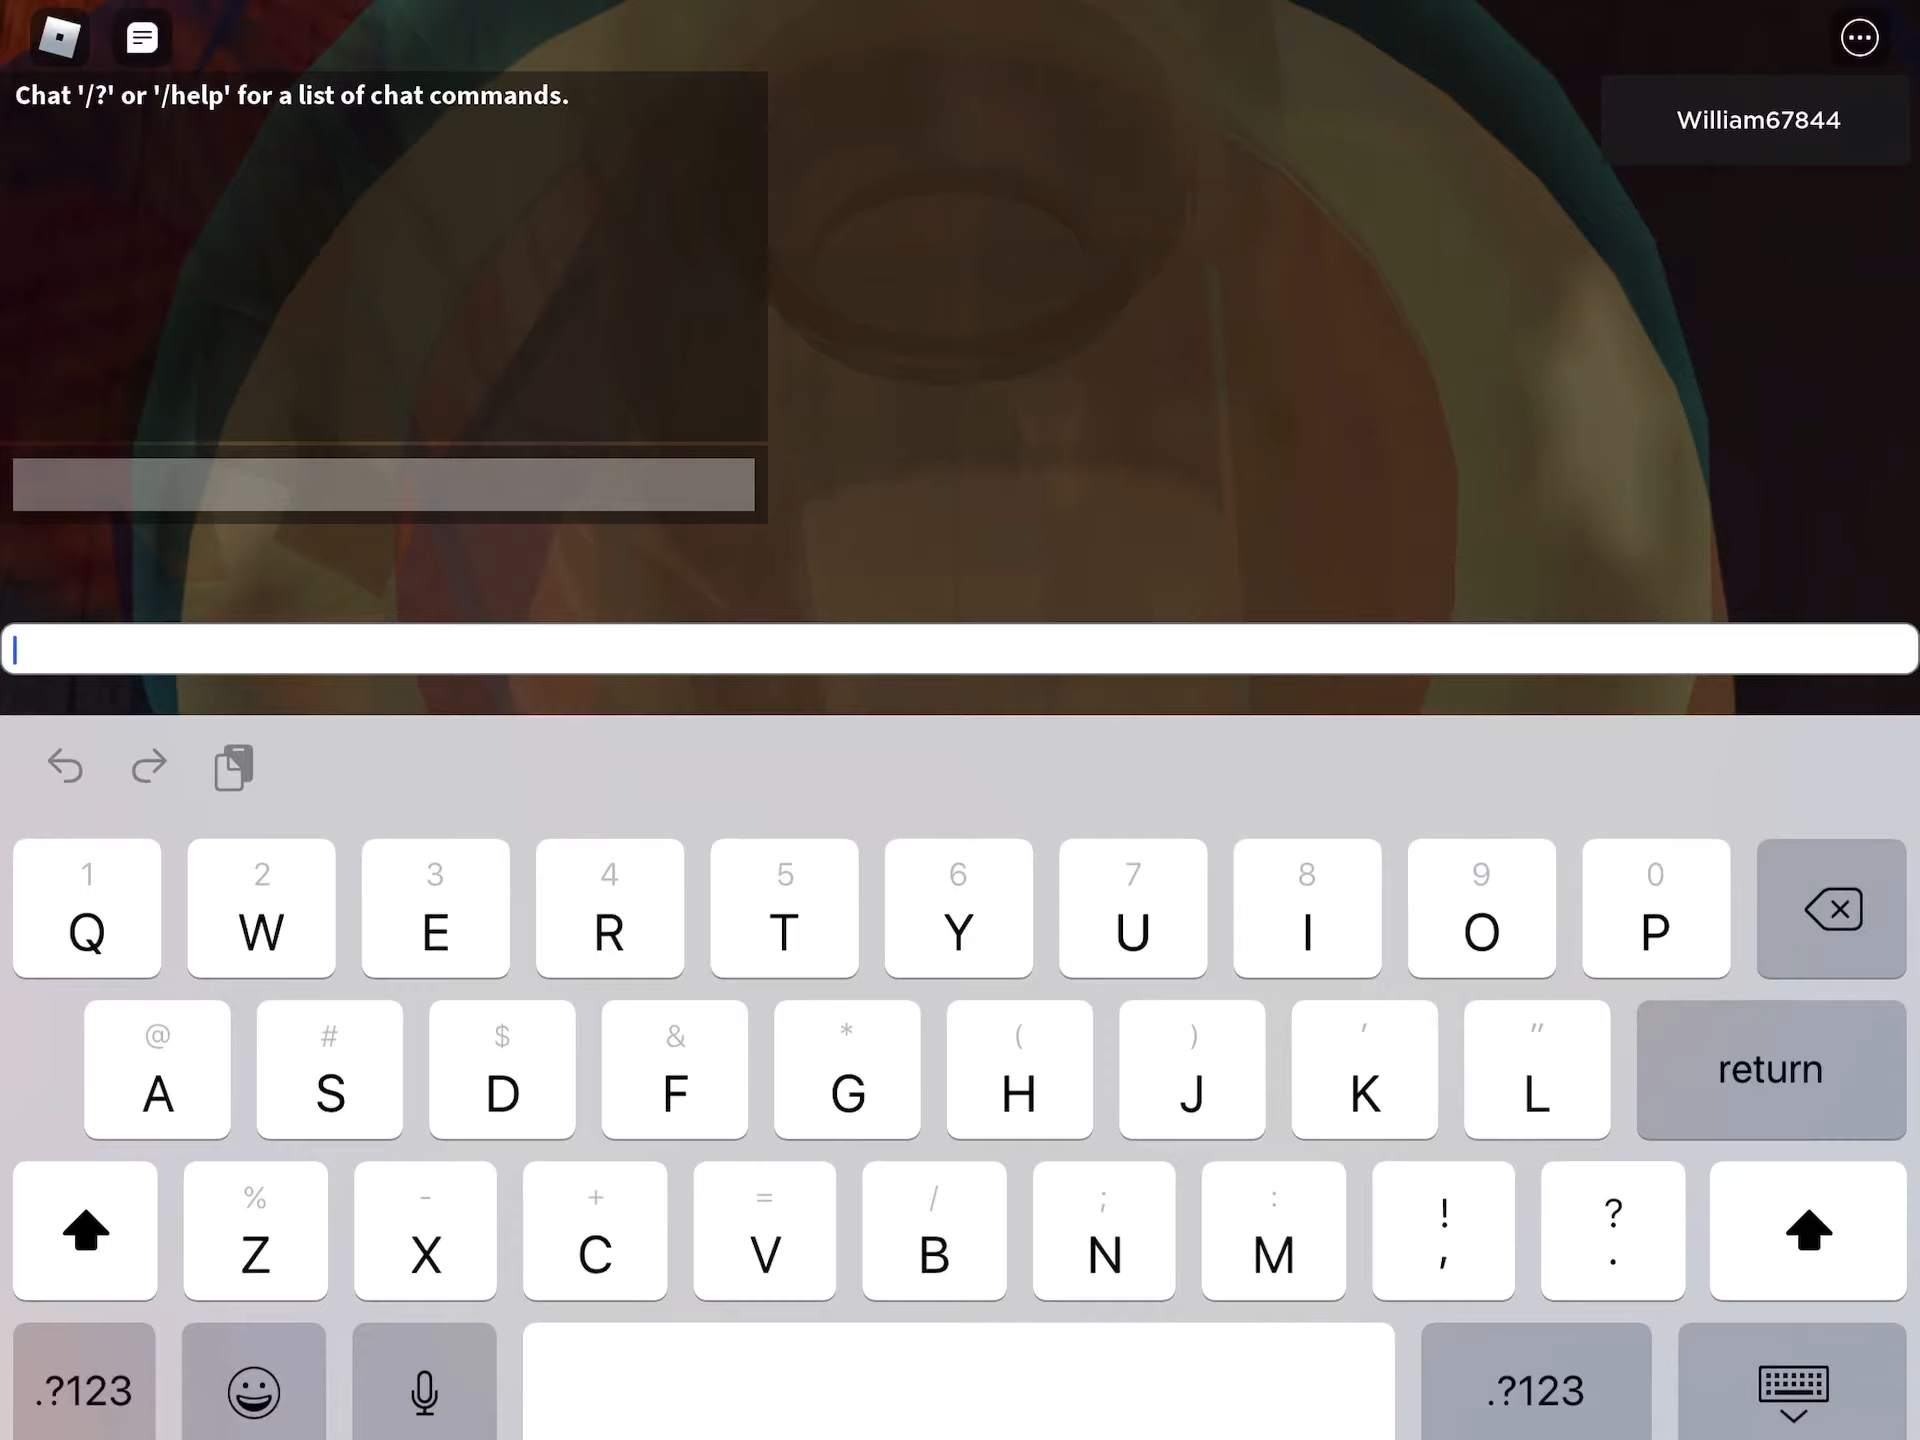 Chat '/?' or '/help' for a list of chat commands.
William67844
1 2 3 4 5 6 7 8 9 0
Q W E R T Y U I O P
@ # $ & * ( ) ' "
A S D F G H J K L return
% - + = / ; : ! ?
Z X C V B N M , .
.?123 .?123